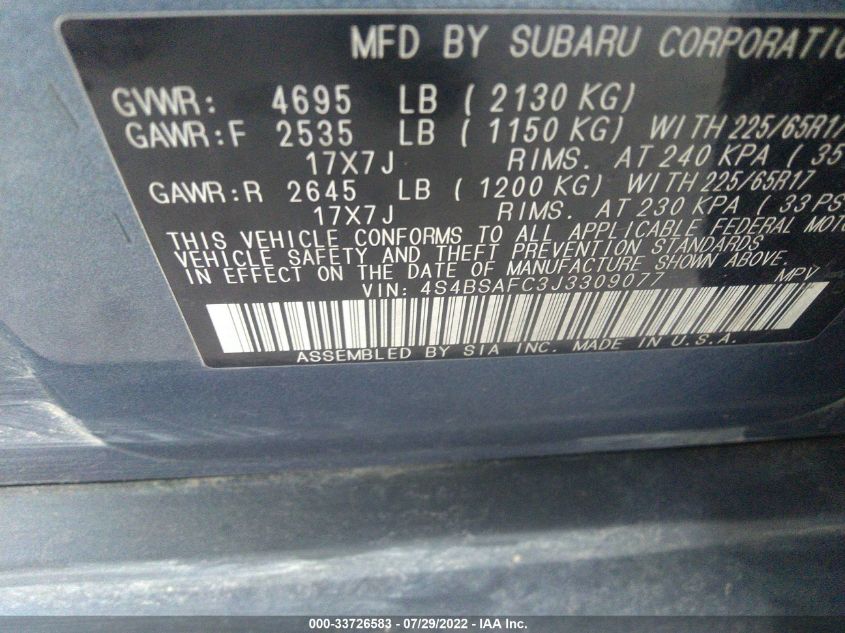 MFD BY SUBARU CORPORATIO
GVWR: 4695 LB ( 2130 KG)
GAWR:F 2535 LB ( 1150 KG) WITH 225/65R1
17X7J RIMS. AT 240 KPA ( 35
GAWR:R 2645 LB ( 1200 KG) WITH 225/65R17
17X7J RIMS. AT 230 KPA ( 33 PS
THIS VEHICLE CONFORMS TO ALL APPLICABLE FEDERAL MOTO
VEHICLE SAFETY AND THEFT PREVENTION STANDARDS
IN EFFECT ON THE DATE OF MANUFACTURE SHOWN ABOVE.
VIN: 4S4BSAFC3J3309077 MPV
ASSEMBLED BY SIA INC. MADE IN U.S.A.
000-33726583 - 07/29/2022 - IAA Inc.